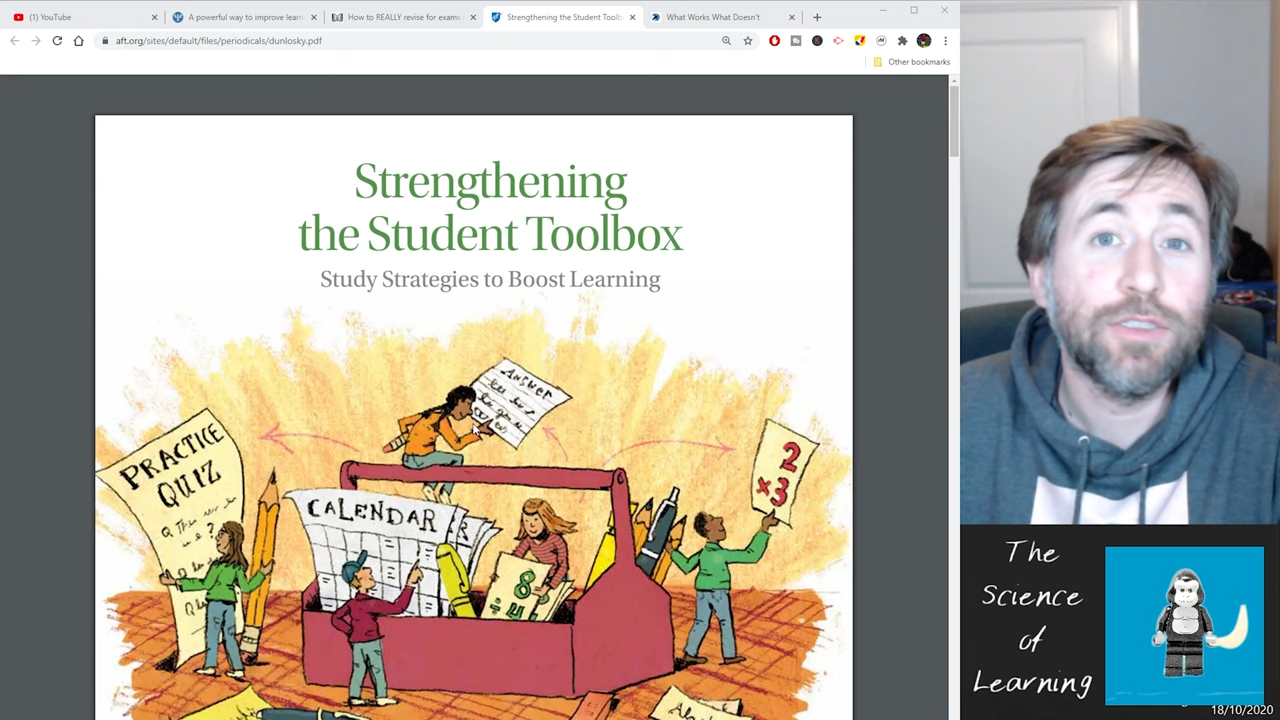 (1) YouTube
A powerful way to improve learn
How to REALLY revise for exams
Strengthening the Student Toolb
What Works What Doesn't
aft.org/sites/default/files/periodicals/dunlosky.pdf
Other bookmarks
Strengthening
the Student Toolbox
Study Strategies to Boost Learning
ANSWER
PRACTICE
QUIZ
Q
CALENDAR
2
x3
8
÷4
The
Science
of
Learning
18/10/2020